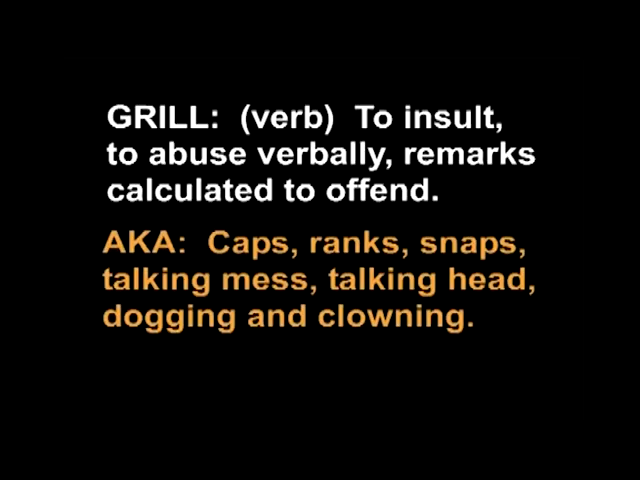 GRILL:  (verb)  To insult,
to abuse verbally, remarks
calculated to offend.
AKA:  Caps, ranks, snaps,
talking mess, talking head,
dogging and clowning.